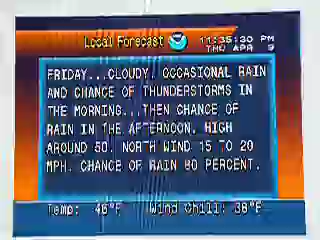 Local Forecast
11:35:30 PM
THU APR 9
FRIDAY...CLOUDY. OCCASIONAL RAIN
AND CHANCE OF THUNDERSTORMS IN
THE MORNING...THEN CHANCE OF
RAIN IN THE AFTERNOON. HIGH
AROUND 50. NORTH WIND 15 TO 20
MPH. CHANCE OF RAIN 80 PERCENT.
Temp: 46°F Wind Chill: 38°F